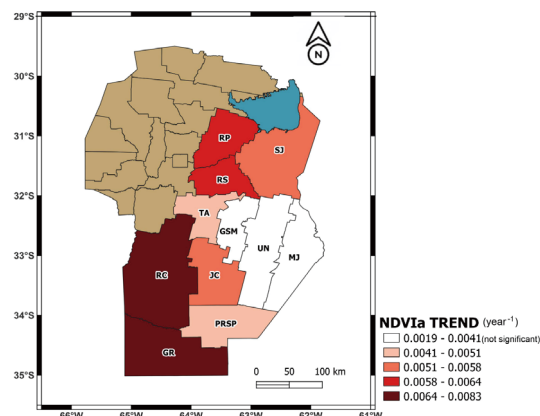 29°S
30°S
31°S
32°S
33°S
34°S
35°S
N
RP
SJ
RS
TA
GSM
UN
MJ
RC
JC
PRSP
GR
0 50 100 km
NDVIa TREND (year⁻¹)
0.0019 - 0.0041(not significant)
0.0041 - 0.0051
0.0051 - 0.0058
0.0058 - 0.0064
0.0064 - 0.0083